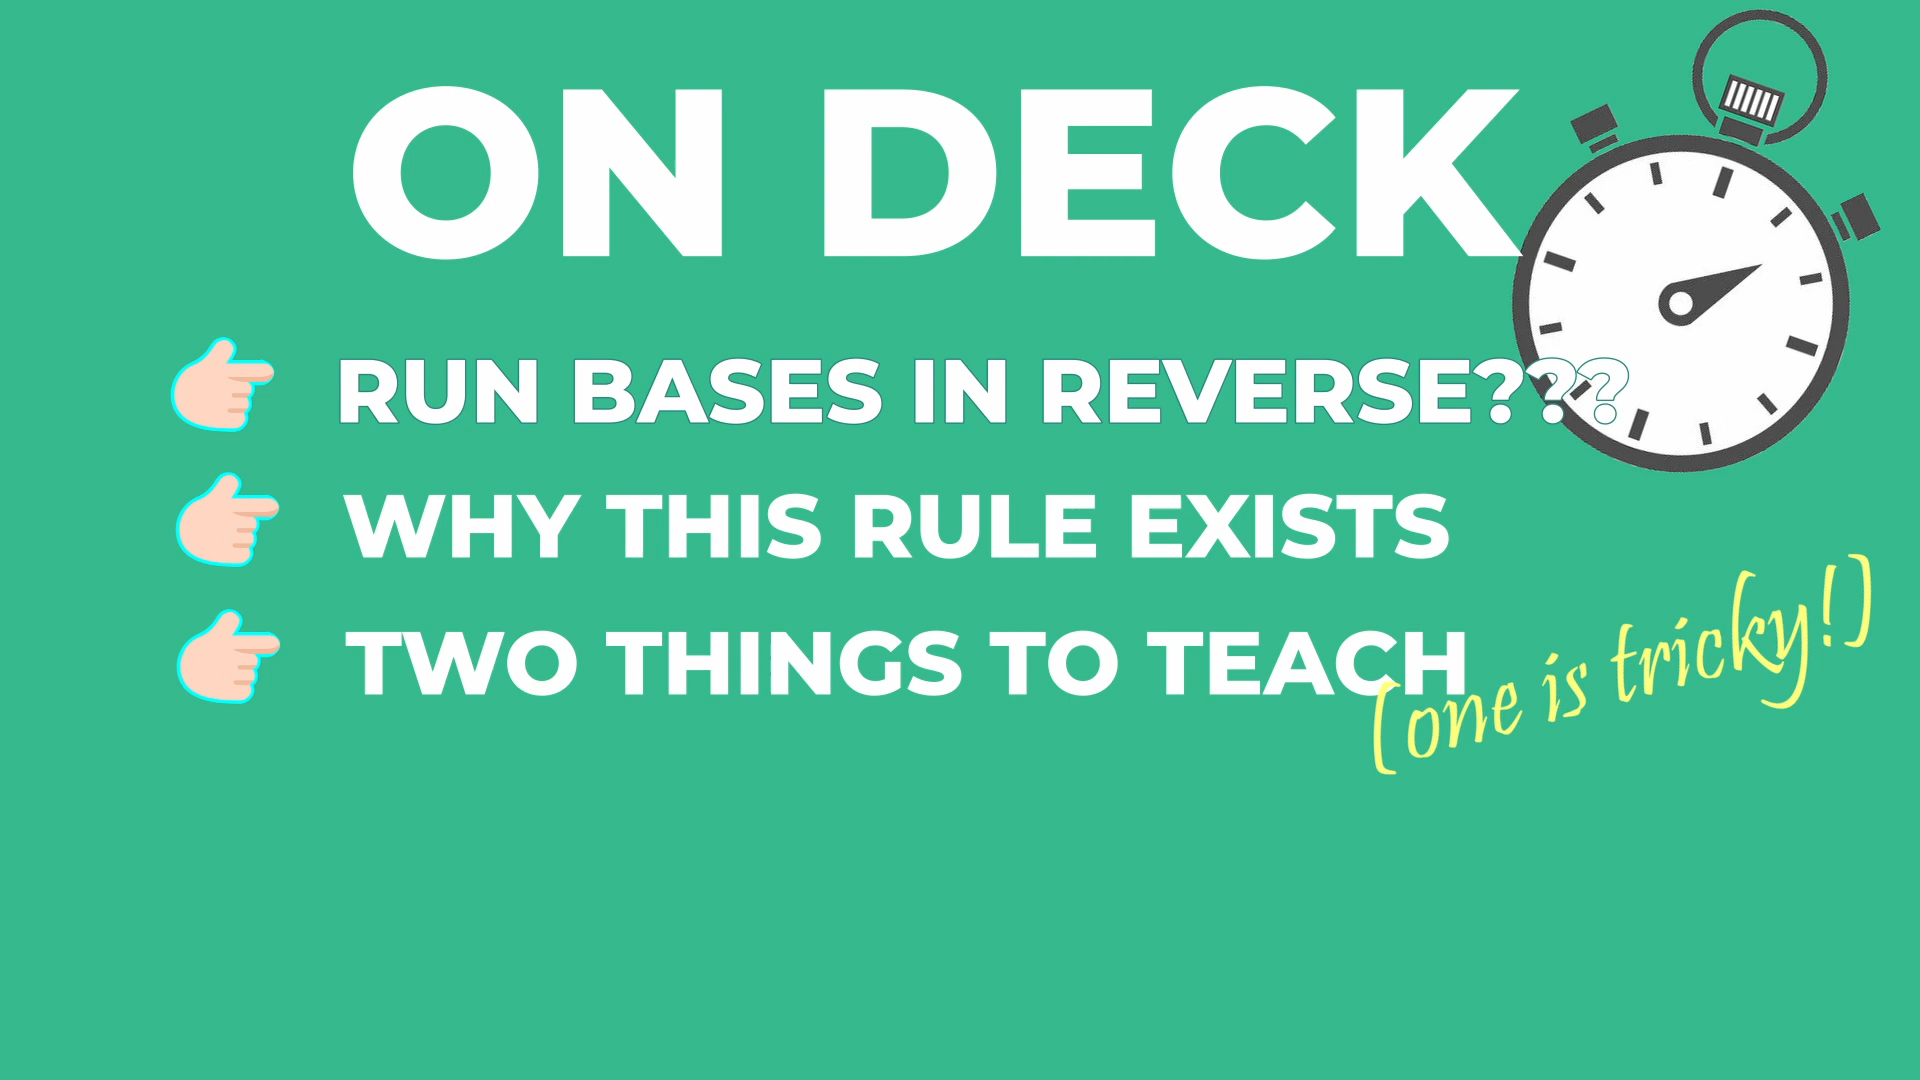 ON DECK
RUN BASES IN REVERSE???
WHY THIS RULE EXISTS
TWO THINGS TO TEACH
(one is tricky!)